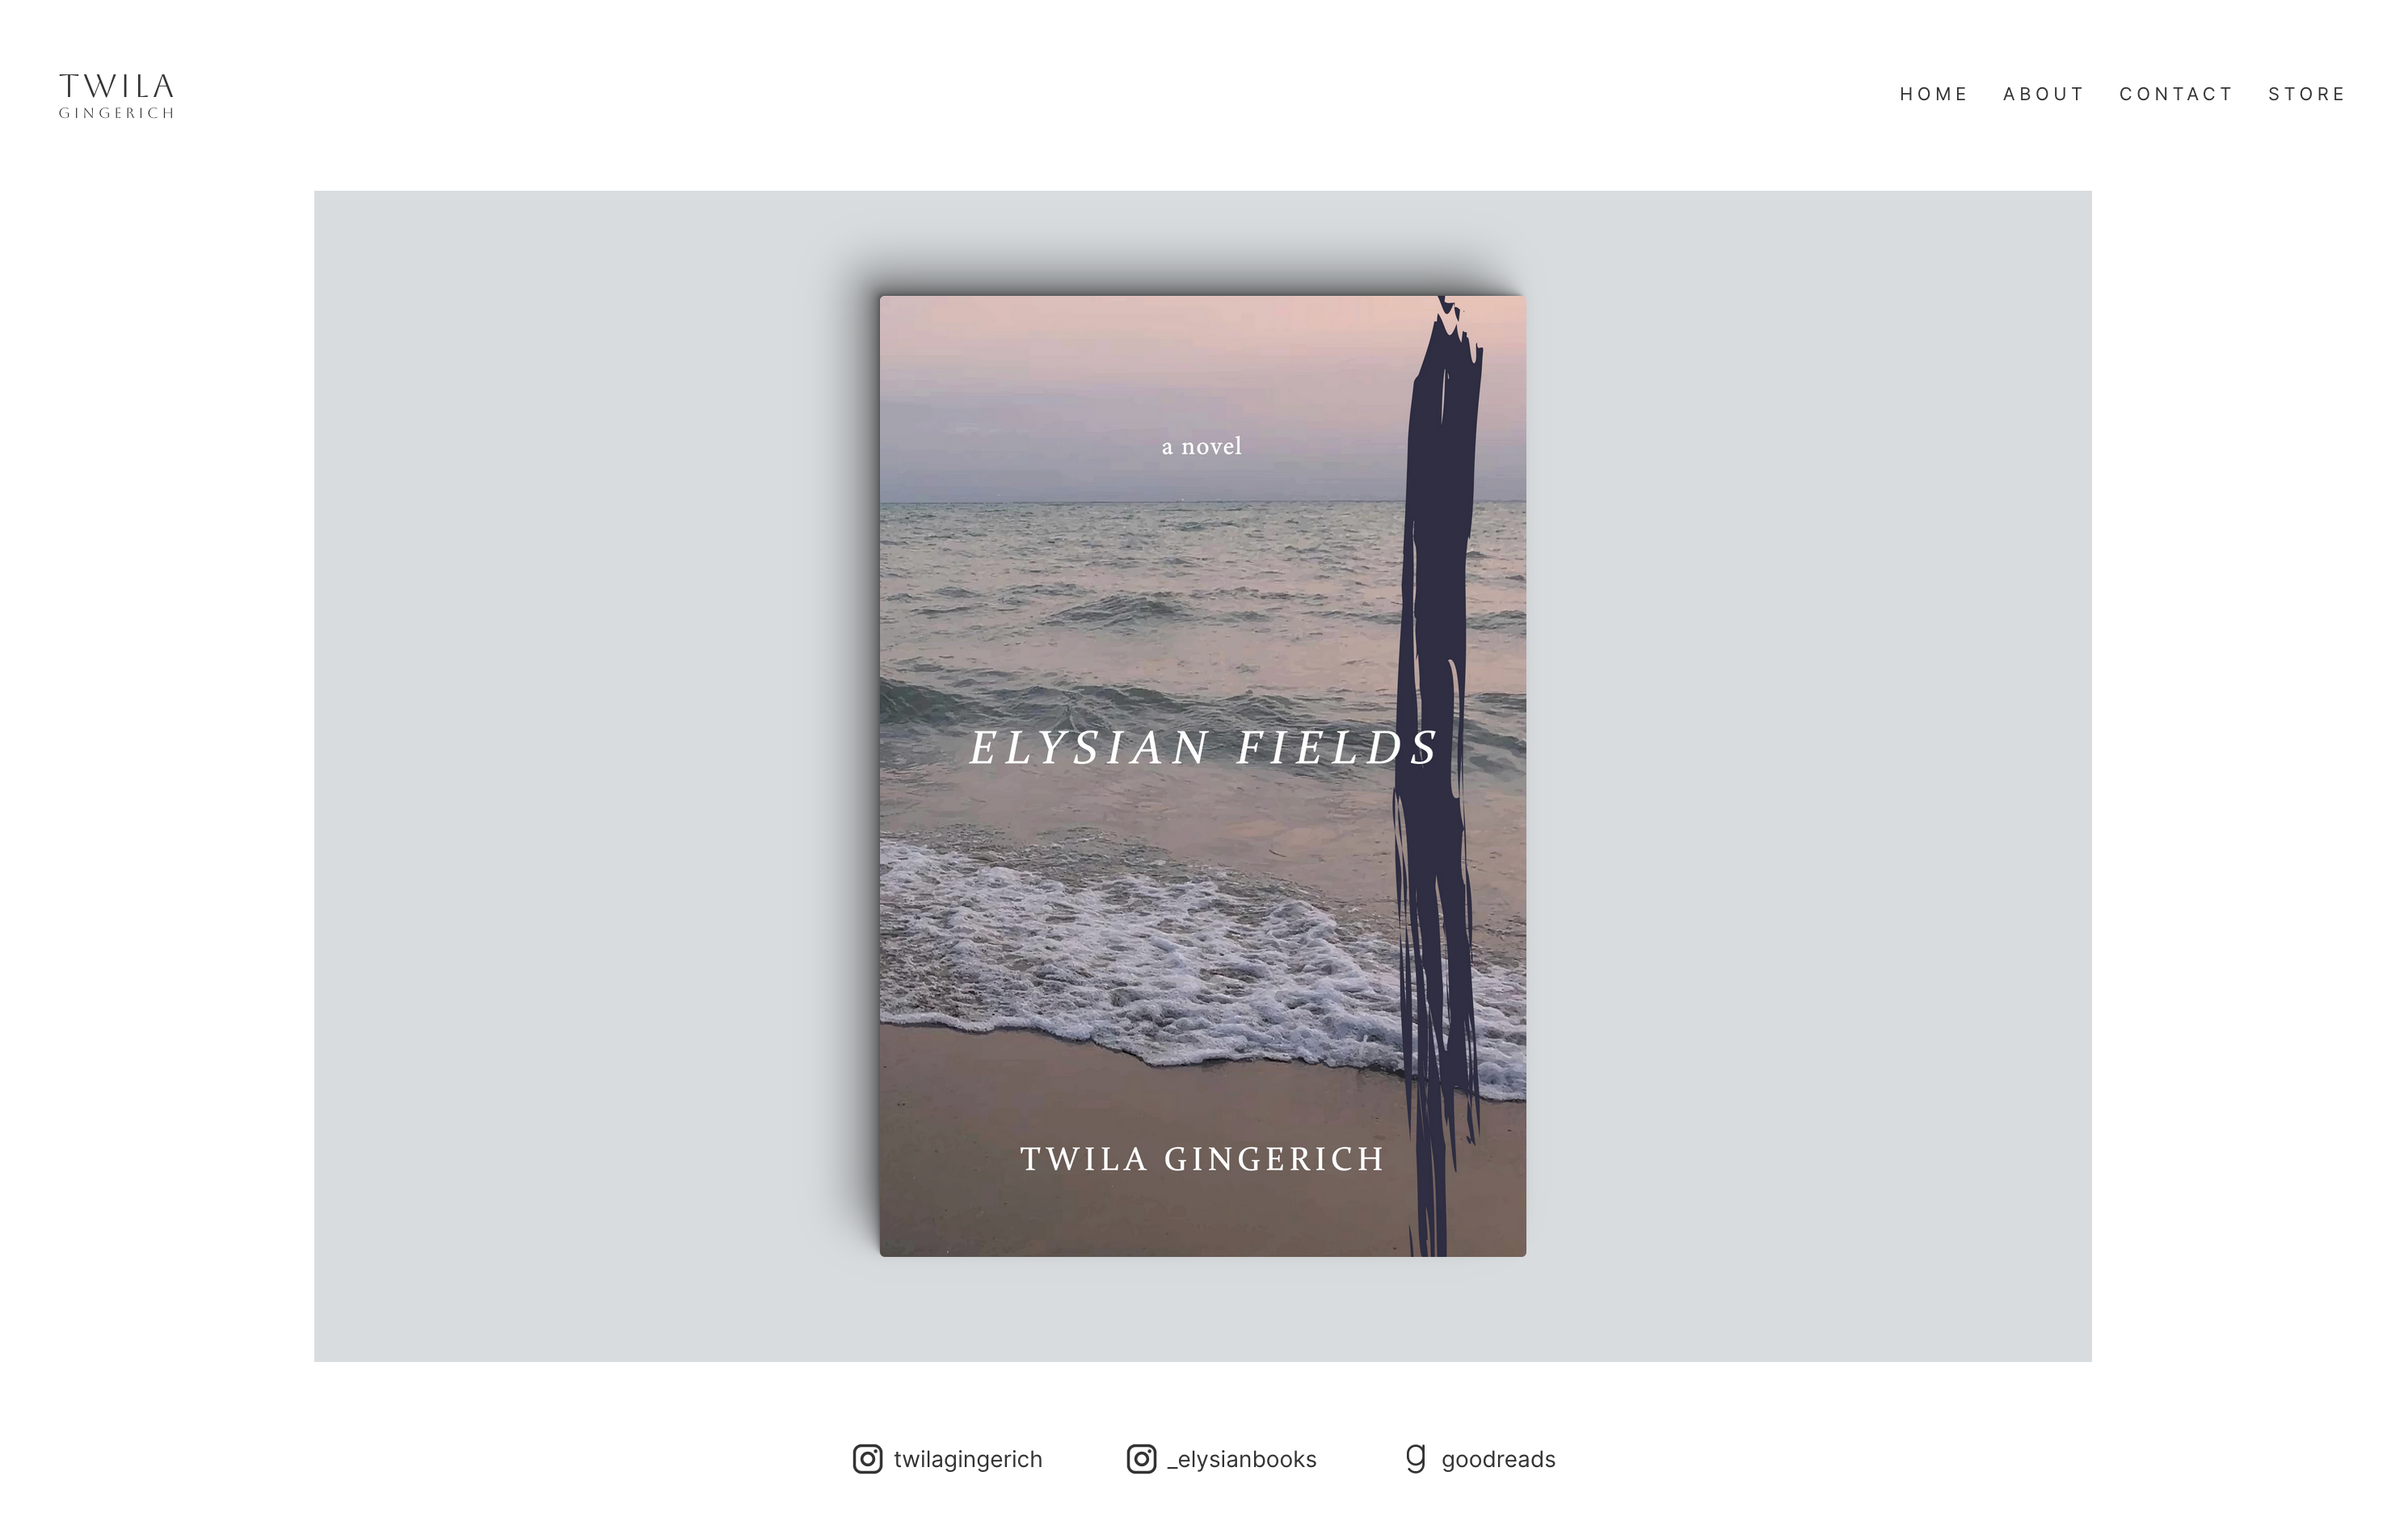 TWILA
GINGERICH
HOME ABOUT CONTACT STORE
a novel
ELYSIAN FIELDS
TWILA GINGERICH
twilagingerich
_elysianbooks
goodreads